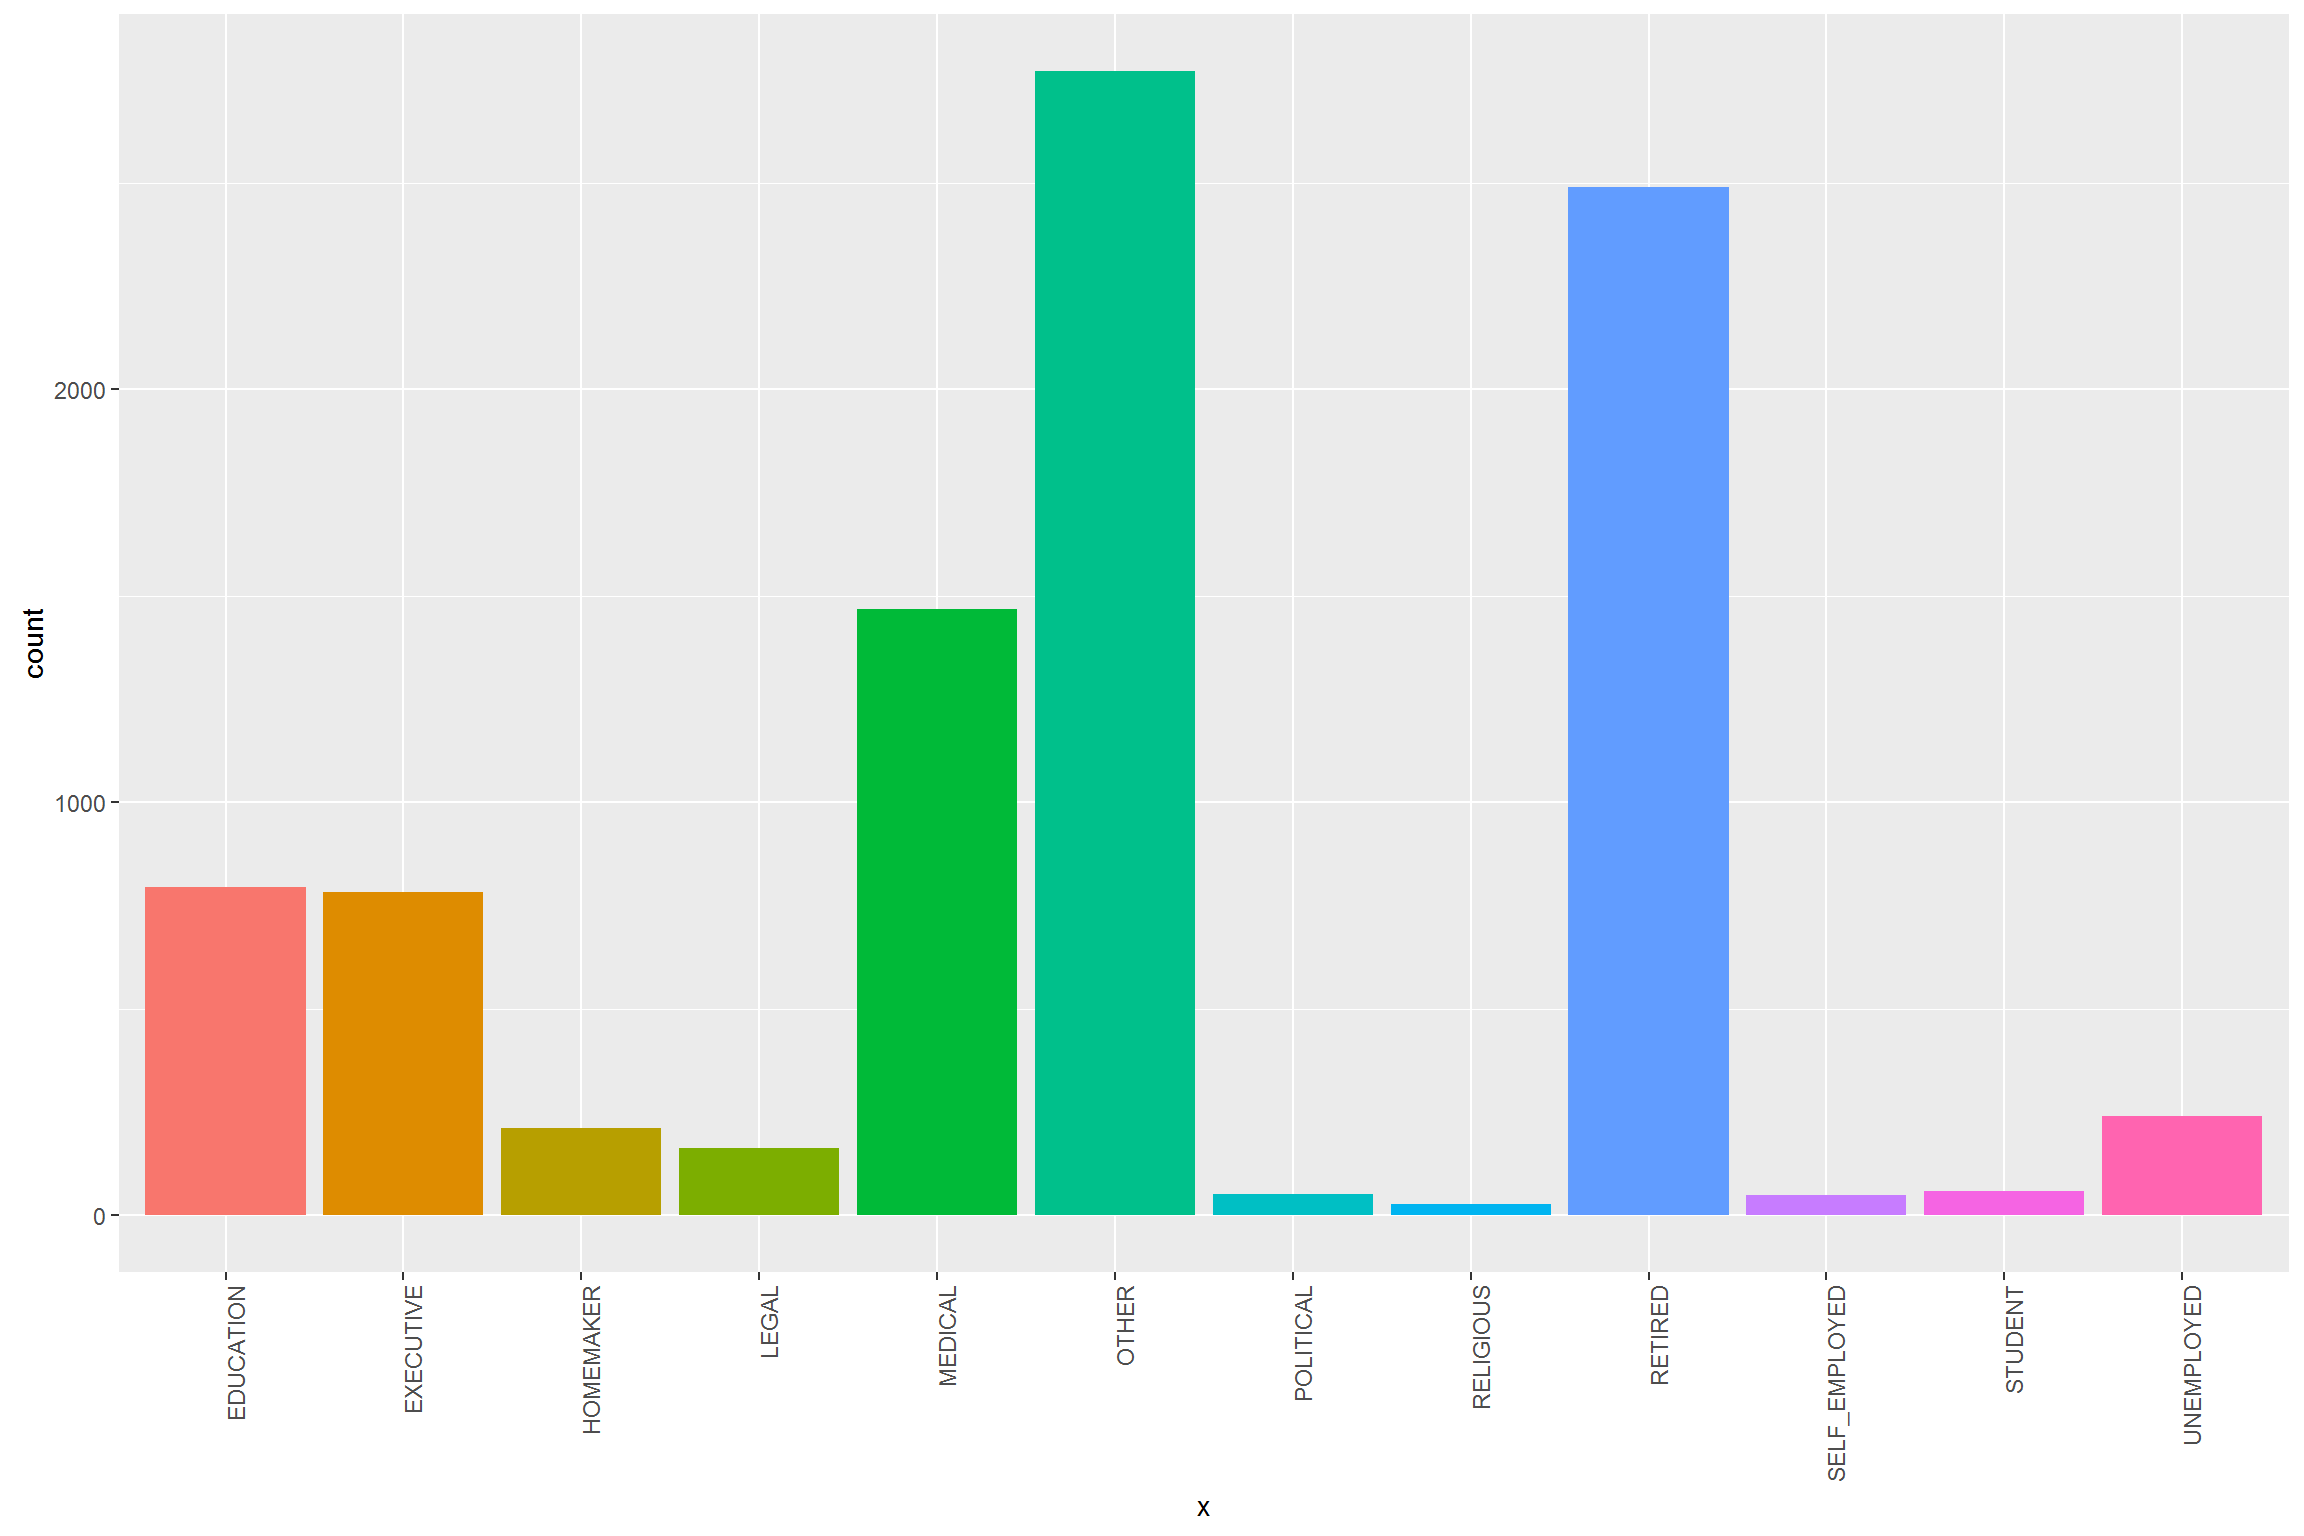 count
2000
1000
0
EDUCATION
EXECUTIVE
HOMEMAKER
LEGAL
MEDICAL
OTHER
POLITICAL
RELIGIOUS
RETIRED
SELF_EMPLOYED
STUDENT
UNEMPLOYED
x